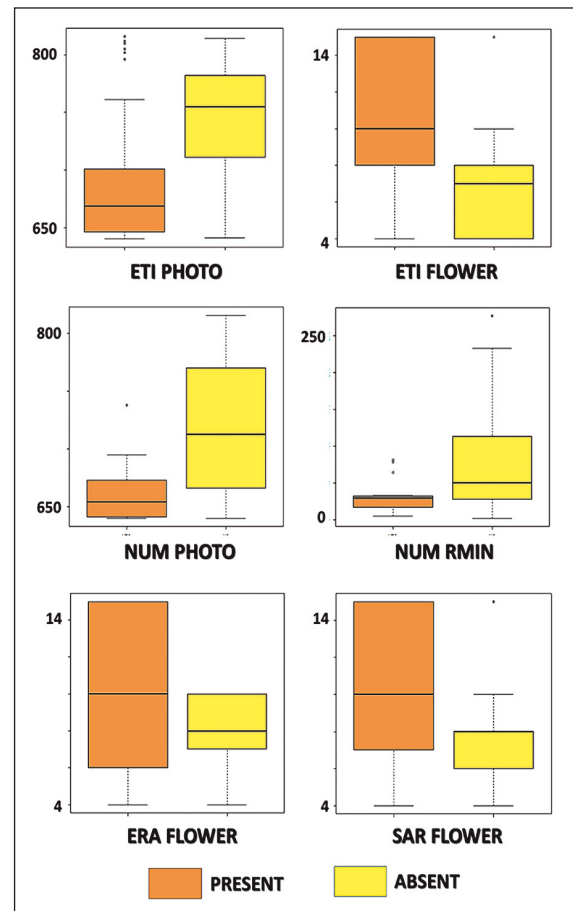 800
650
ETI PHOTO
14
4
ETI FLOWER
800
650
NUM PHOTO
250
0
NUM RMIN
14
4
ERA FLOWER
14
4
SAR FLOWER
PRESENT
ABSENT